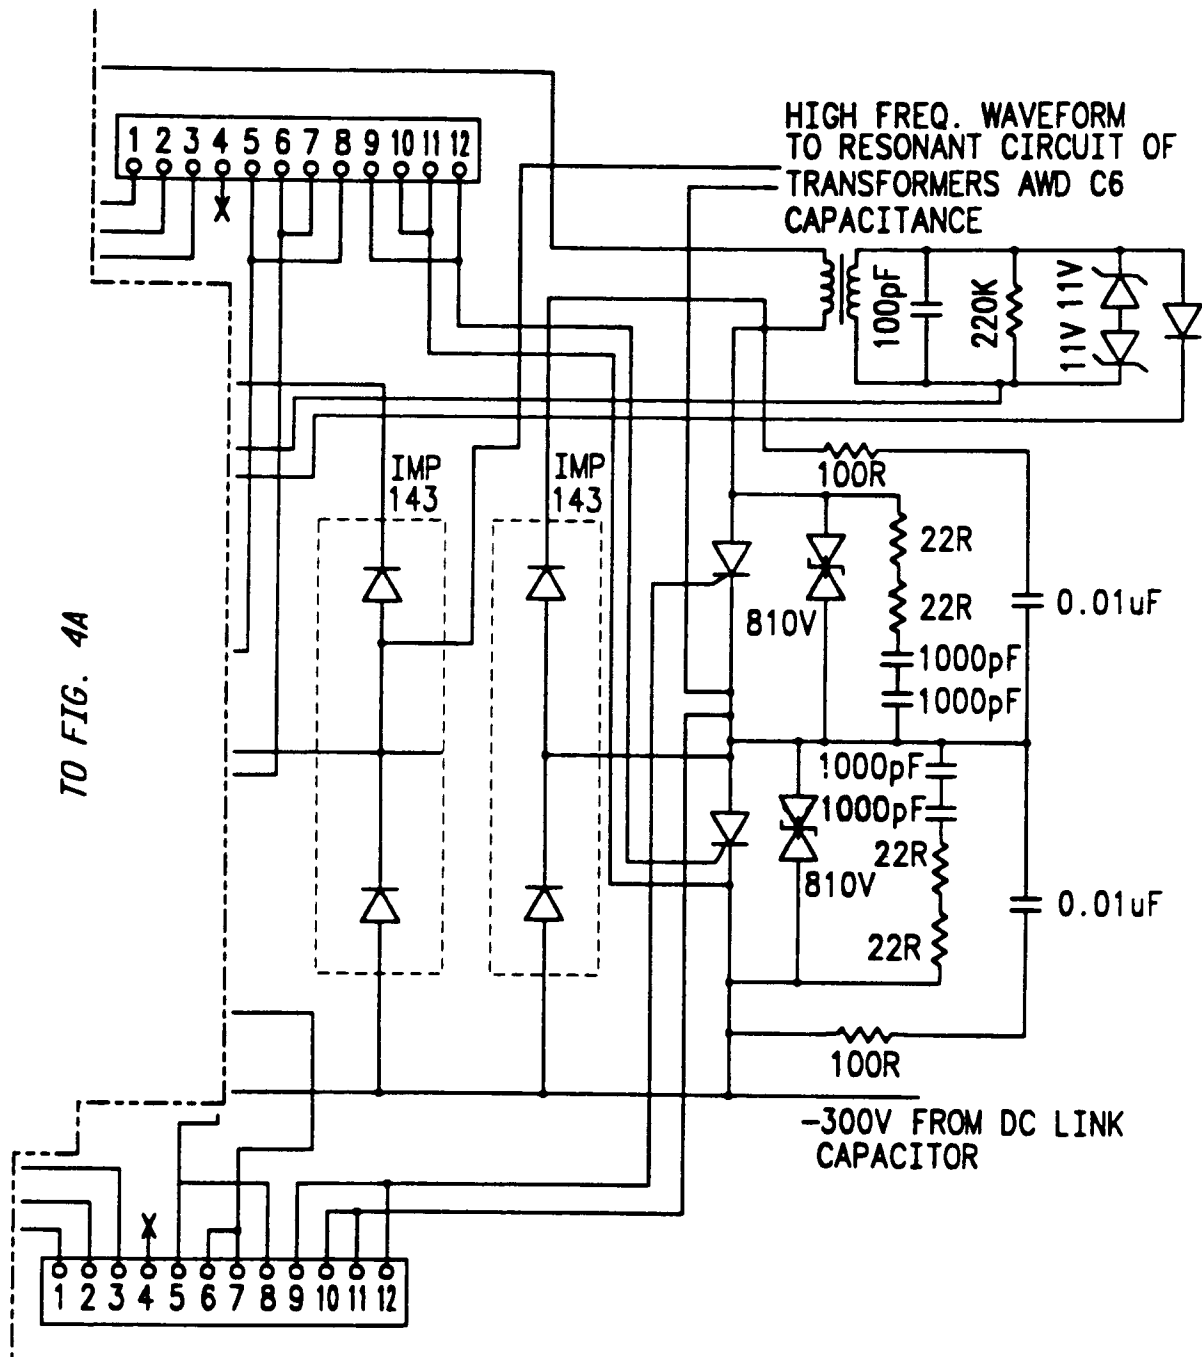 1 2 3 4 5 6 7 8 9 10 11 12
X
HIGH FREQ. WAVEFORM
TO RESONANT CIRCUIT OF
TRANSFORMERS AWD C6
CAPACITANCE
100pF
220K
11V 11V
IMP
143
IMP
143
100R
22R
22R
810V
0.01uF
1000pF
1000pF
TO FIG. 4A
1000pF
1000pF
22R
810V
0.01uF
22R
100R
-300V FROM DC LINK
CAPACITOR
X
1 2 3 4 5 6 7 8 9 10 11 12